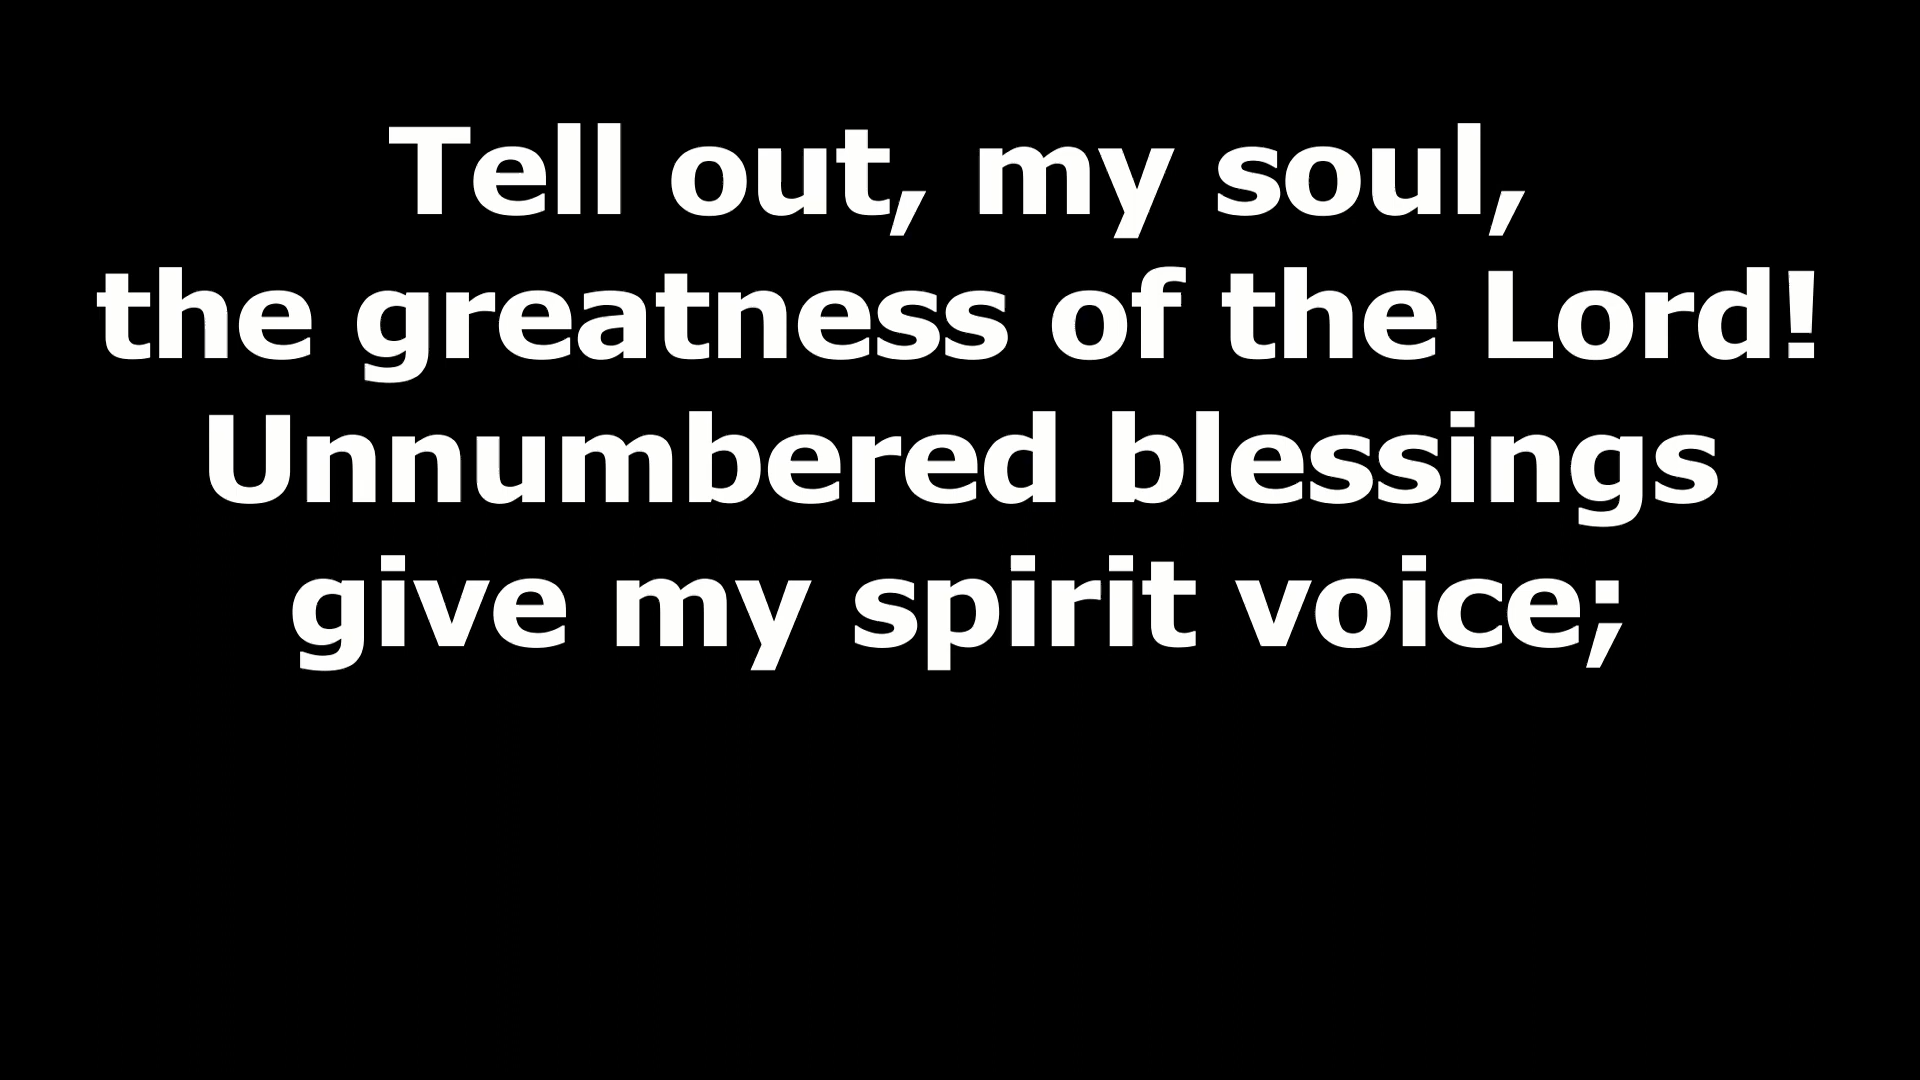 Tell out, my soul,
the greatness of the Lord!
Unnumbered blessings
give my spirit voice;